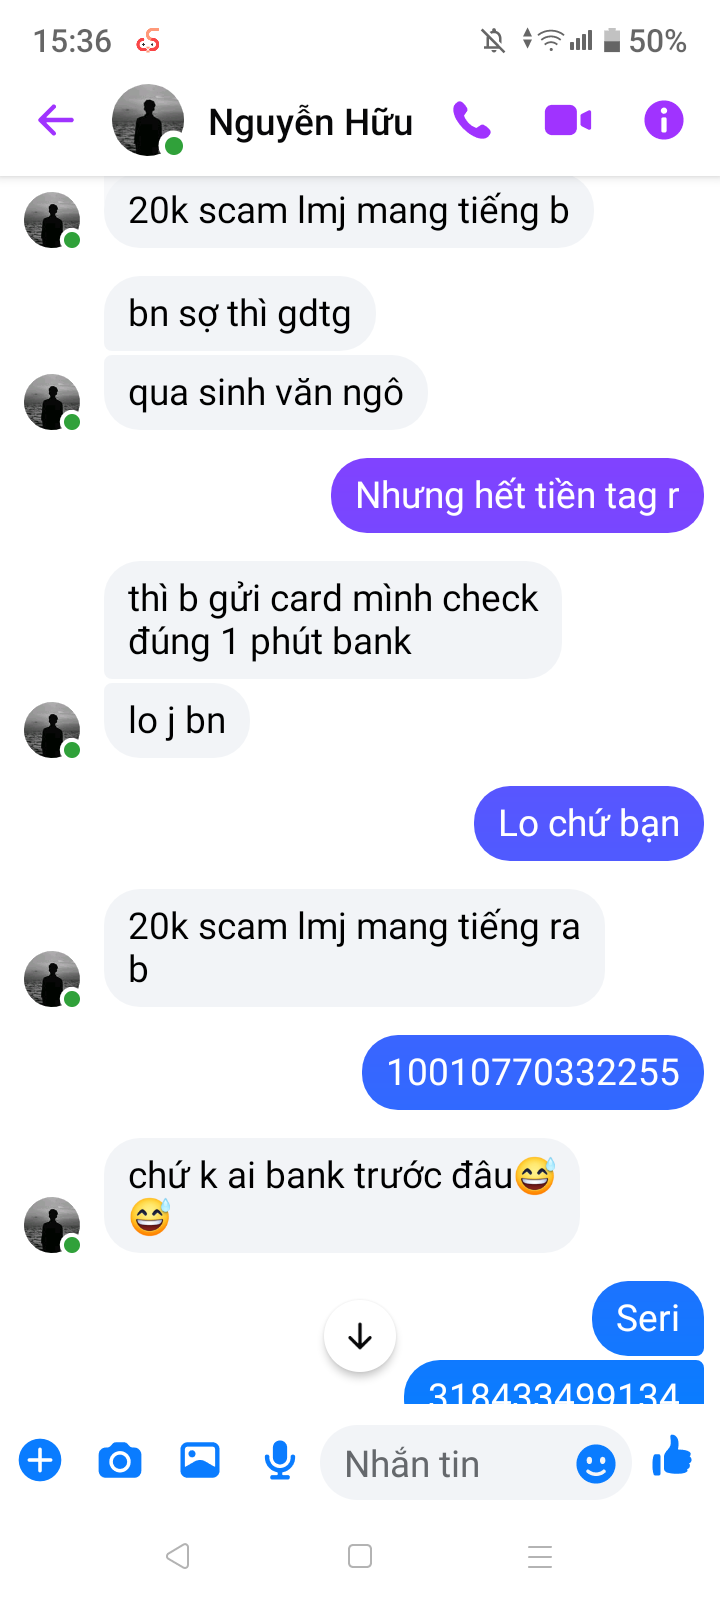 15:36
50%
Nguyễn Hữu
20k scam lmj mang tiếng b
bn sợ thì gdtg
qua sinh văn ngô
Nhưng hết tiền tag r
thì b gửi card mình check
đúng 1 phút bank
lo j bn
Lo chứ bạn
20k scam lmj mang tiếng ra
b
10010770332255
chứ k ai bank trước đâu😅
😅
Seri
318433499134
Nhắn tin